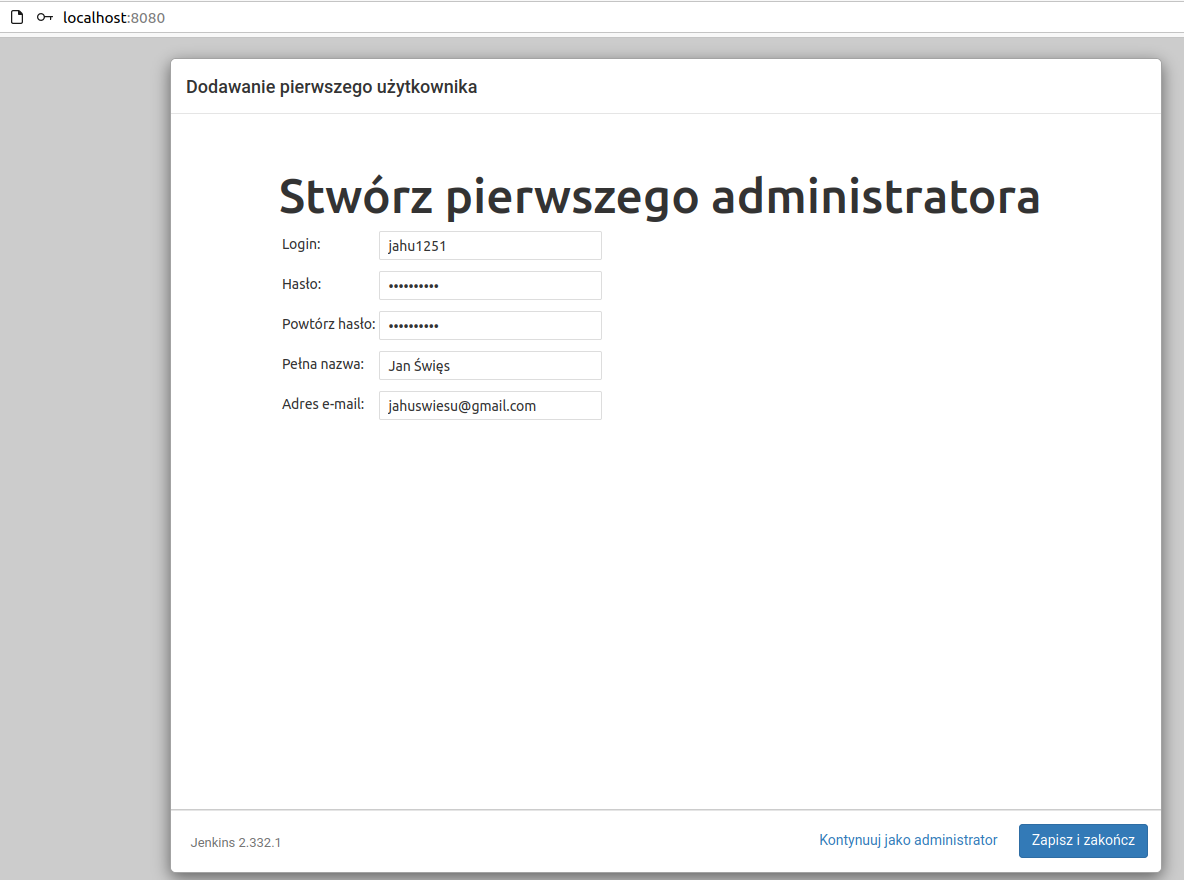 localhost:8080
Dodawanie pierwszego użytkownika
Stwórz pierwszego administratora
Login: jahu1251
Hasło: ••••••••••
Powtórz hasło: ••••••••••
Pełna nazwa: Jan Święs
Adres e-mail: jahuswiesu@gmail.com
Jenkins 2.332.1 Kontynuuj jako administrator Zapisz i zakończ